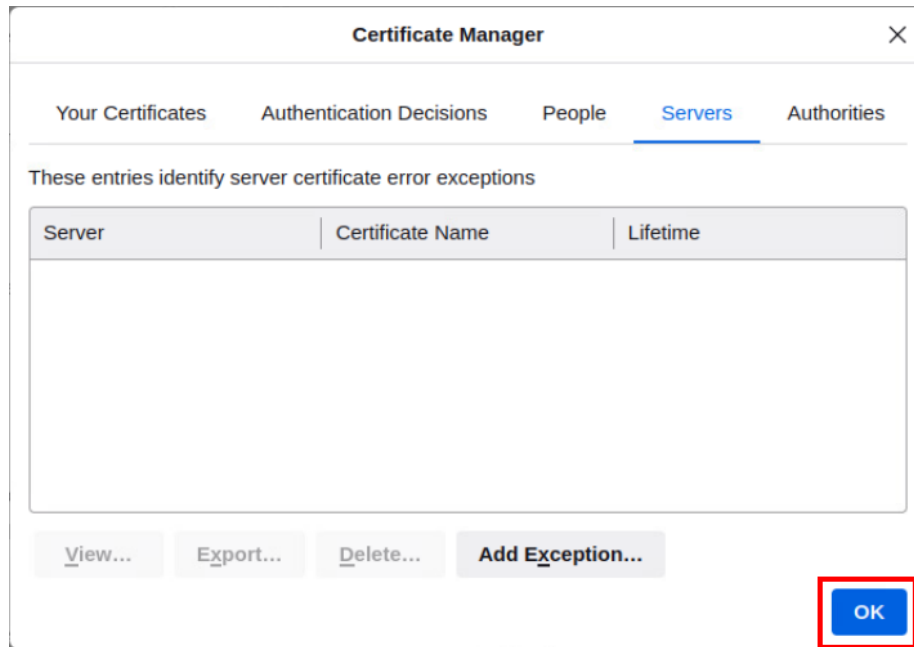 Certificate Manager
Your Certificates Authentication Decisions People Servers Authorities
These entries identify server certificate error exceptions
Server Certificate Name Lifetime
View... Export... Delete... Add Exception...
OK